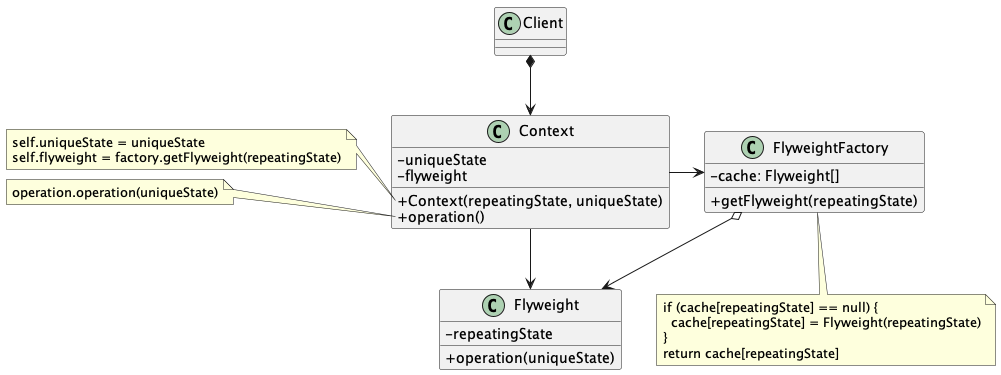 C Client
self.uniqueState = uniqueState
self.flyweight = factory.getFlyweight(repeatingState)
operation.operation(uniqueState)
C Context
-uniqueState
-flyweight
+Context(repeatingState, uniqueState)
+operation()
C FlyweightFactory
-cache: Flyweight[]
+getFlyweight(repeatingState)
C Flyweight
-repeatingState
+operation(uniqueState)
if (cache[repeatingState] == null) {
  cache[repeatingState] = Flyweight(repeatingState)
}
return cache[repeatingState]